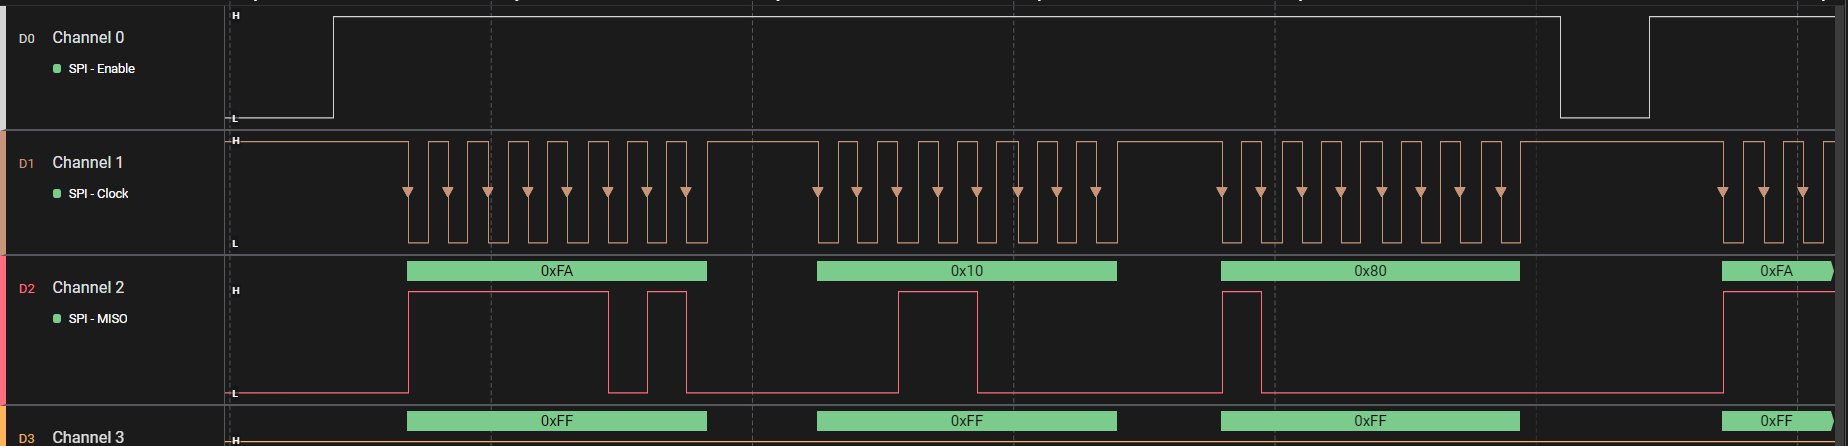 H
D0 Channel 0
SPI - Enable
L
H
D1 Channel 1
SPI - Clock
L
0xFA 0x10 0x80 0xFA
D2 Channel 2
H
SPI - MISO
L
0xFF 0xFF 0xFF 0xFF
D3 Channel 3
H